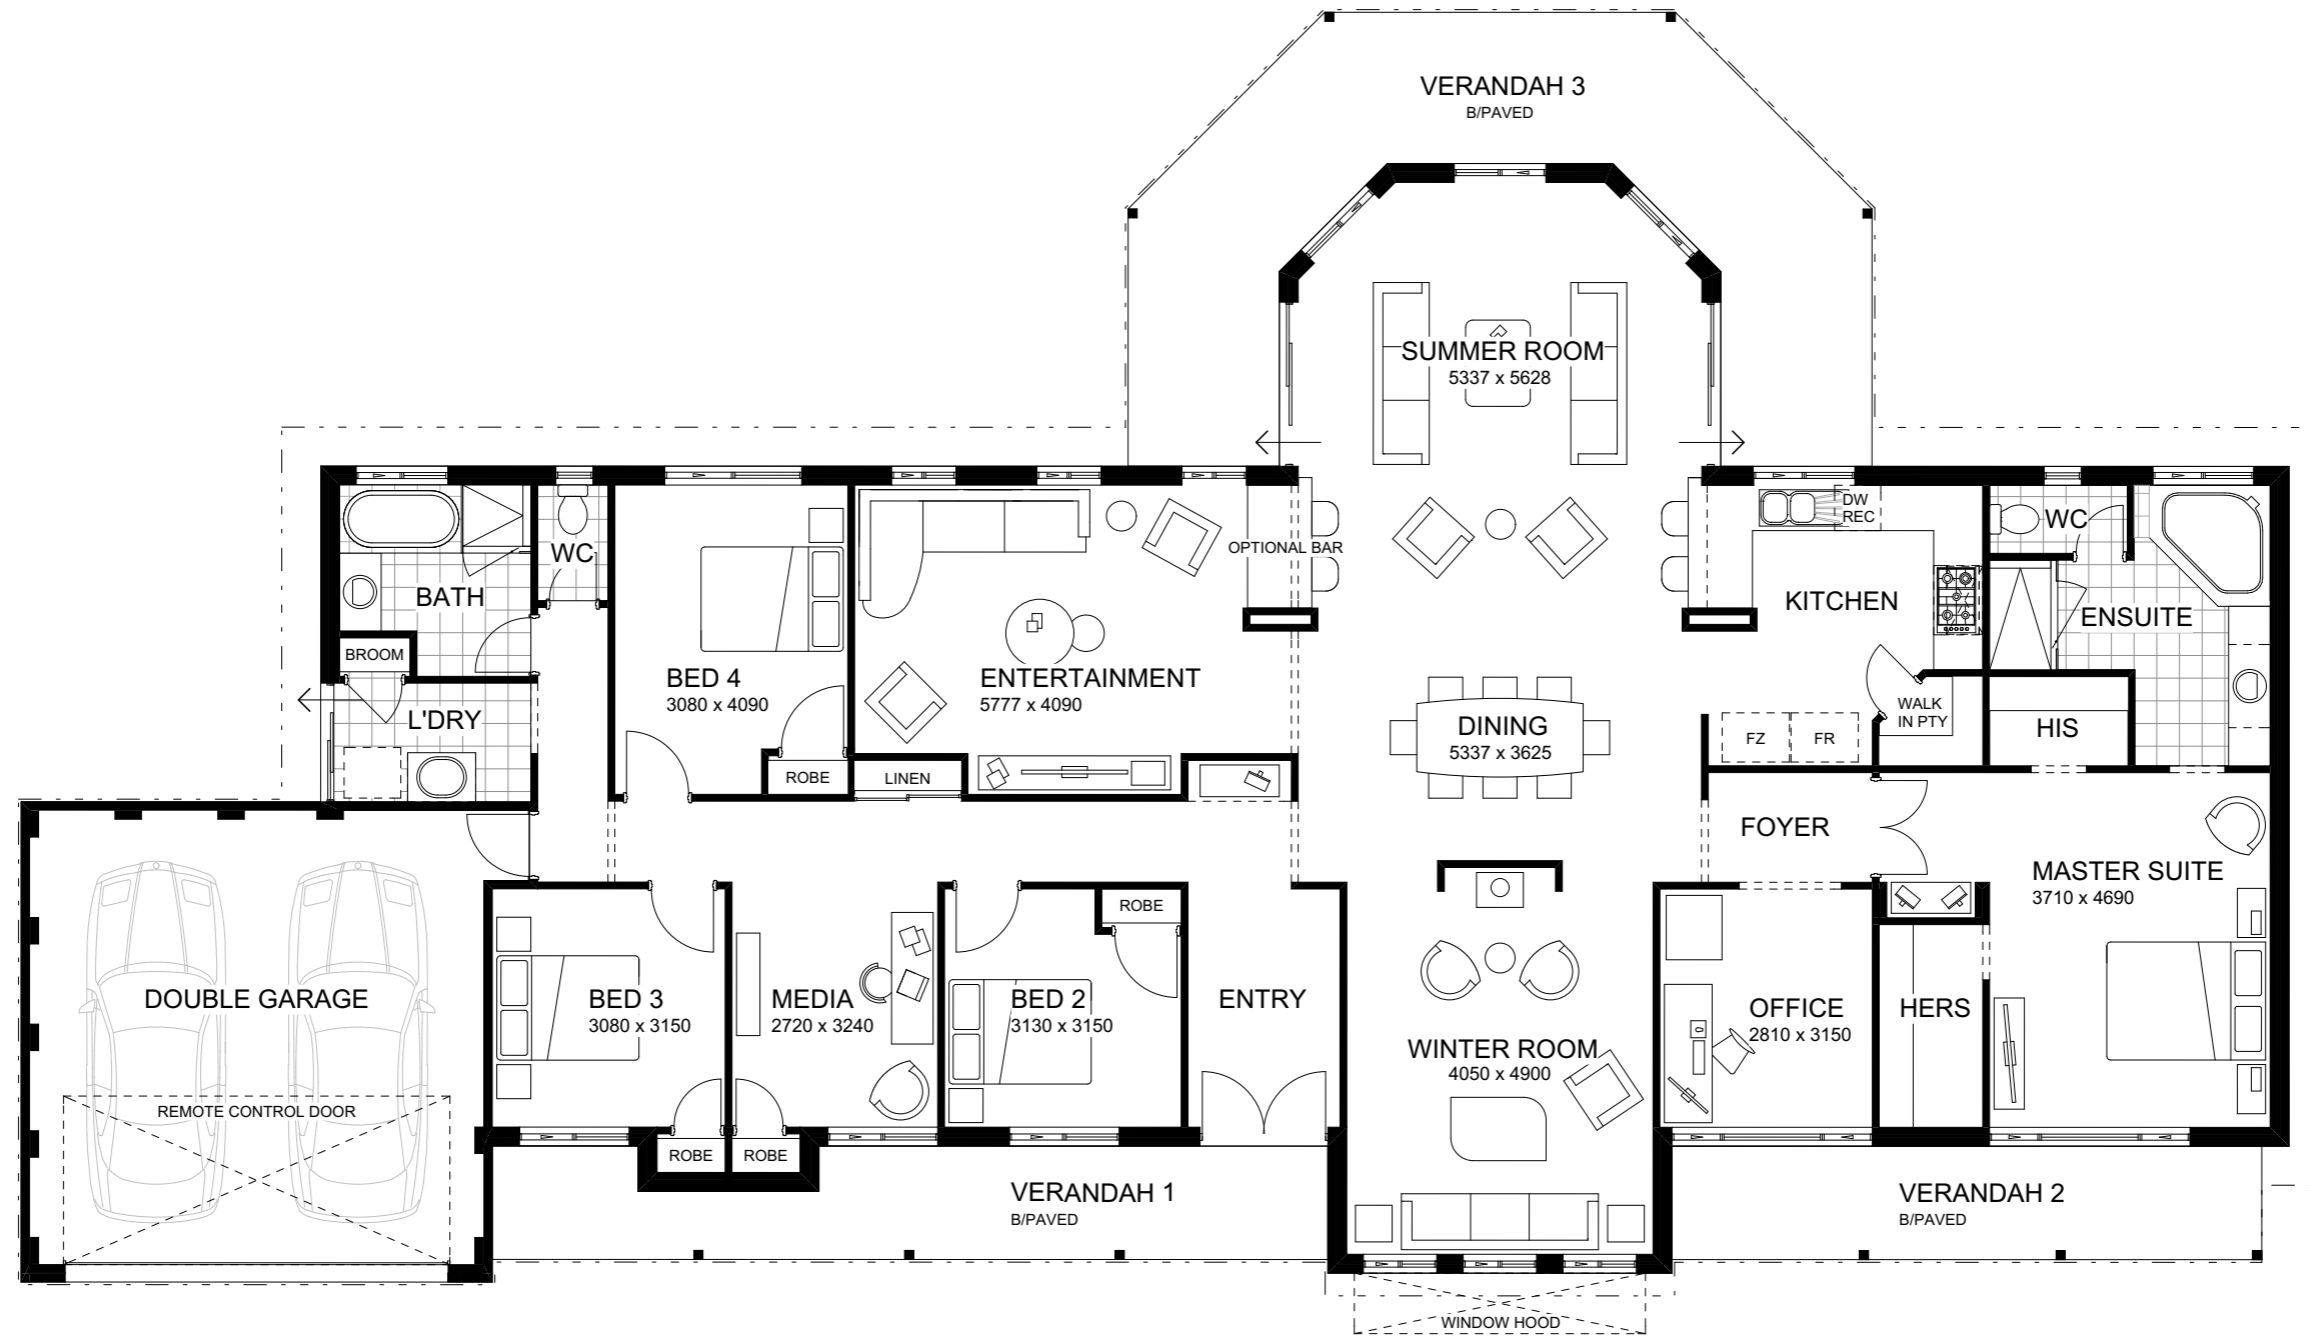 VERANDAH 3
B/PAVED
SUMMER ROOM
5337 x 5628
DW
REC
WC
OPTIONAL BAR
WC
BATH
KITCHEN
ENSUITE
BROOM
BED 4
3080 x 4090
ENTERTAINMENT
5777 x 4090
WALK
IN PTY
L'DRY
DINING
5337 x 3625
HIS
FZ
FR
ROBE
LINEN
FOYER
MASTER SUITE
3710 x 4690
ROBE
DOUBLE GARAGE
BED 3
3080 x 3150
MEDIA
2720 x 3240
BED 2
3130 x 3150
ENTRY
OFFICE
2810 x 3150
HERS
WINTER ROOM
4050 x 4900
REMOTE CONTROL DOOR
ROBE
ROBE
VERANDAH 1
B/PAVED
VERANDAH 2
B/PAVED
WINDOW HOOD